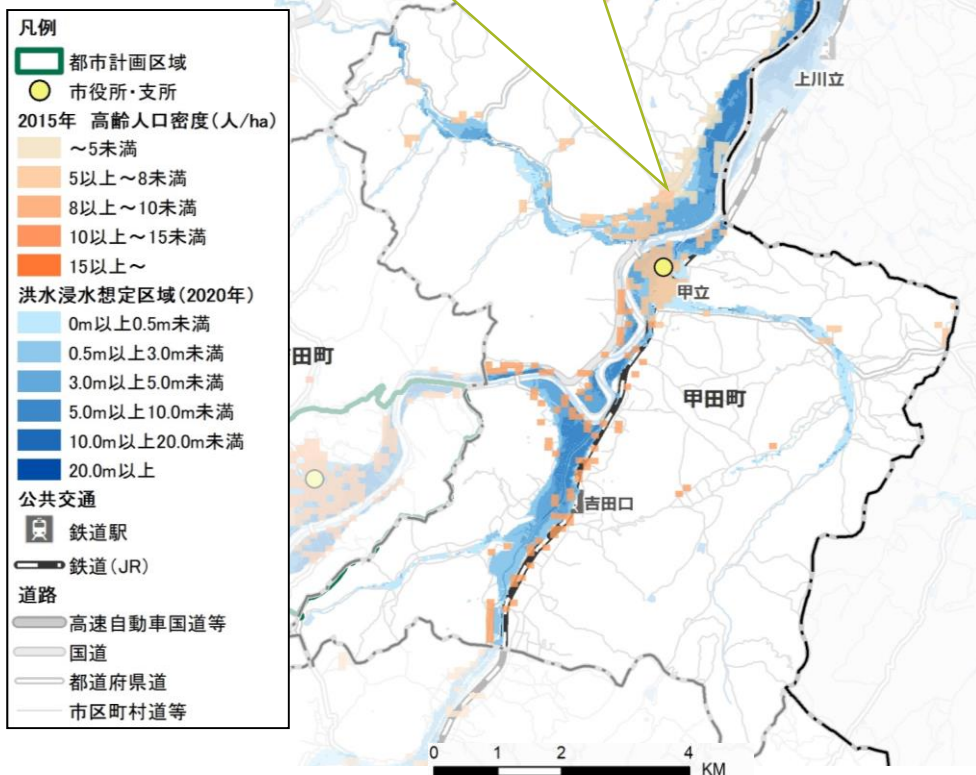 凡例
都市計画区域
市役所・支所
2015年 高齢人口密度(人/ha)
～5未満
5以上～8未満
8以上～10未満
10以上～15未満
15以上～
洪水浸水想定区域(2020年)
0m以上0.5m未満
0.5m以上3.0m未満
3.0m以上5.0m未満
5.0m以上10.0m未満
10.0m以上20.0m未満
20.0m以上
公共交通
鉄道駅
鉄道(JR)
道路
高速自動車国道等
国道
都道府県道
市区町村道等
上川立
甲立
田町
甲田町
吉田口
0 1 2 4
KM